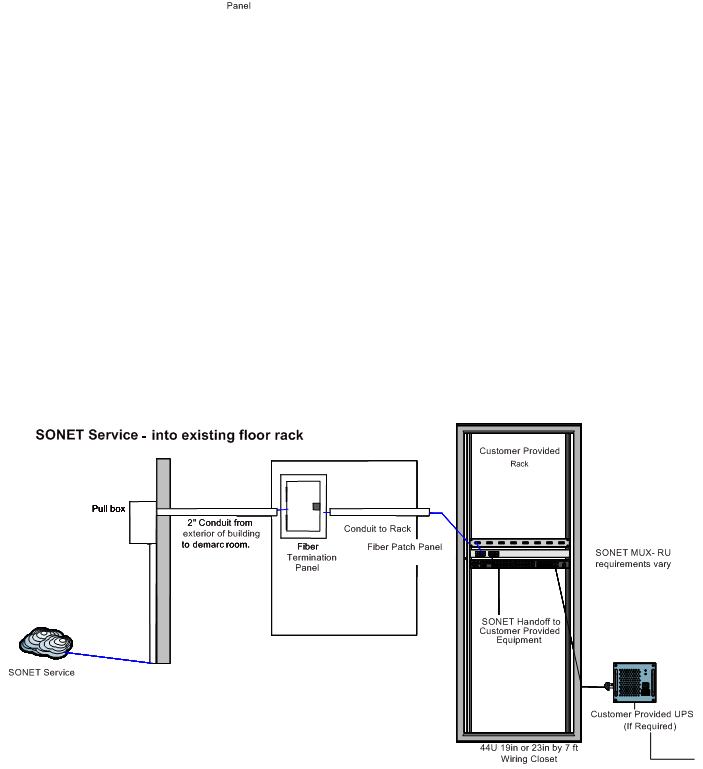 Panel
SONET Service - into existing floor rack
Customer Provided
Rack
Pull box
2" Conduit from
exterior of building
to demarc room.
Conduit to Rack
Fiber
Termination
Panel
Fiber Patch Panel
SONET MUX- RU
requirements vary
SONET Handoff to
Customer Provided
Equipment
SONET Service
Customer Provided UPS
(If Required)
44U 19in or 23in by 7 ft
Wiring Closet